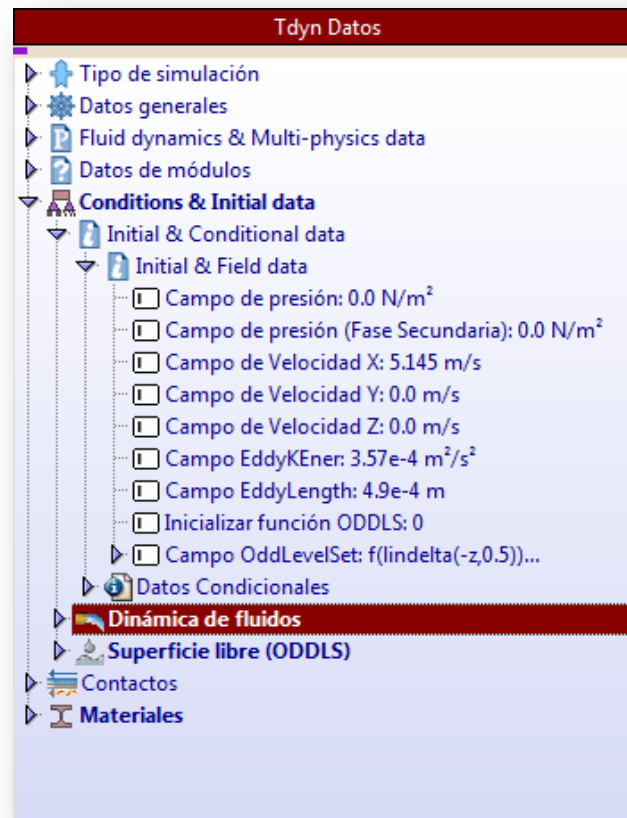 Tdyn Datos
Tipo de simulación
Datos generales
Fluid dynamics & Multi-physics data
Datos de módulos
Conditions & Initial data
Initial & Conditional data
Initial & Field data
Campo de presión: 0.0 N/m²
Campo de presión (Fase Secundaria): 0.0 N/m²
Campo de Velocidad X: 5.145 m/s
Campo de Velocidad Y: 0.0 m/s
Campo de Velocidad Z: 0.0 m/s
Campo EddyKEner: 3.57e-4 m²/s²
Campo EddyLength: 4.9e-4 m
Inicializar función ODDLS: 0
Campo OddLevelSet: f(lindelta(-z,0.5))...
Datos Condicionales
Dinámica de fluidos
Superficie libre (ODDLS)
Contactos
Materiales